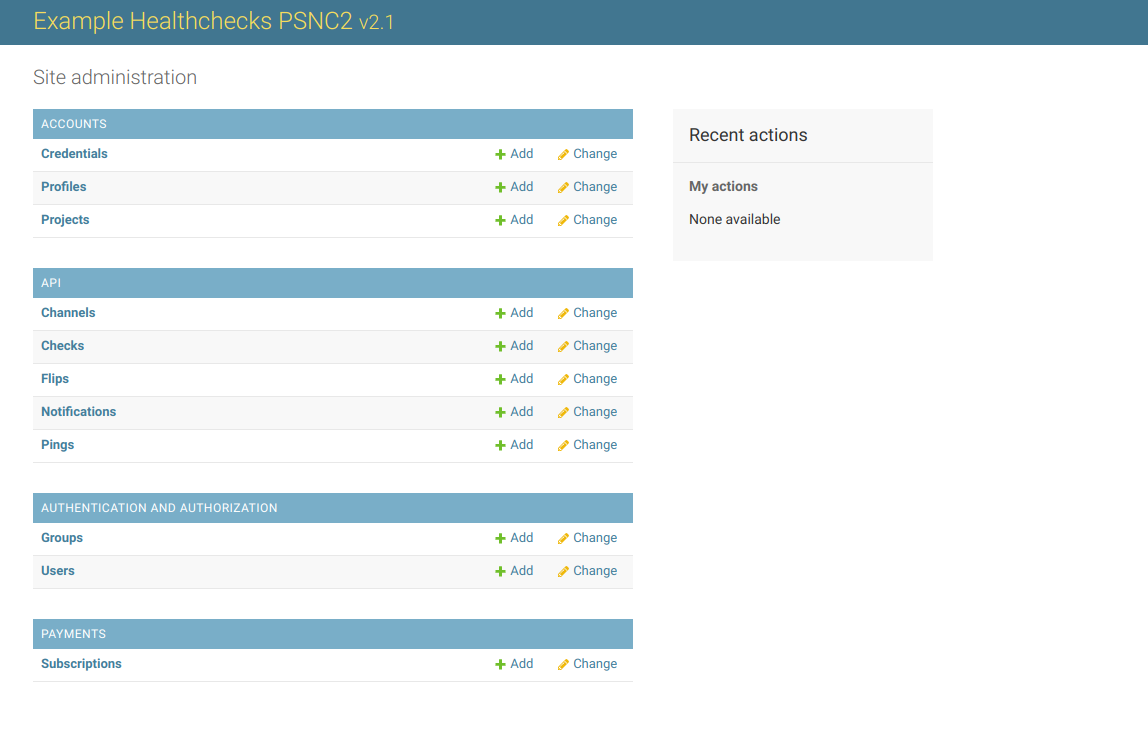 Example Healthchecks PSNC2 v2.1
Site administration
ACCOUNTS
Credentials Add Change
Profiles Add Change
Projects Add Change
API
Channels Add Change
Checks Add Change
Flips Add Change
Notifications Add Change
Pings Add Change
AUTHENTICATION AND AUTHORIZATION
Groups Add Change
Users Add Change
PAYMENTS
Subscriptions Add Change
Recent actions
My actions
None available